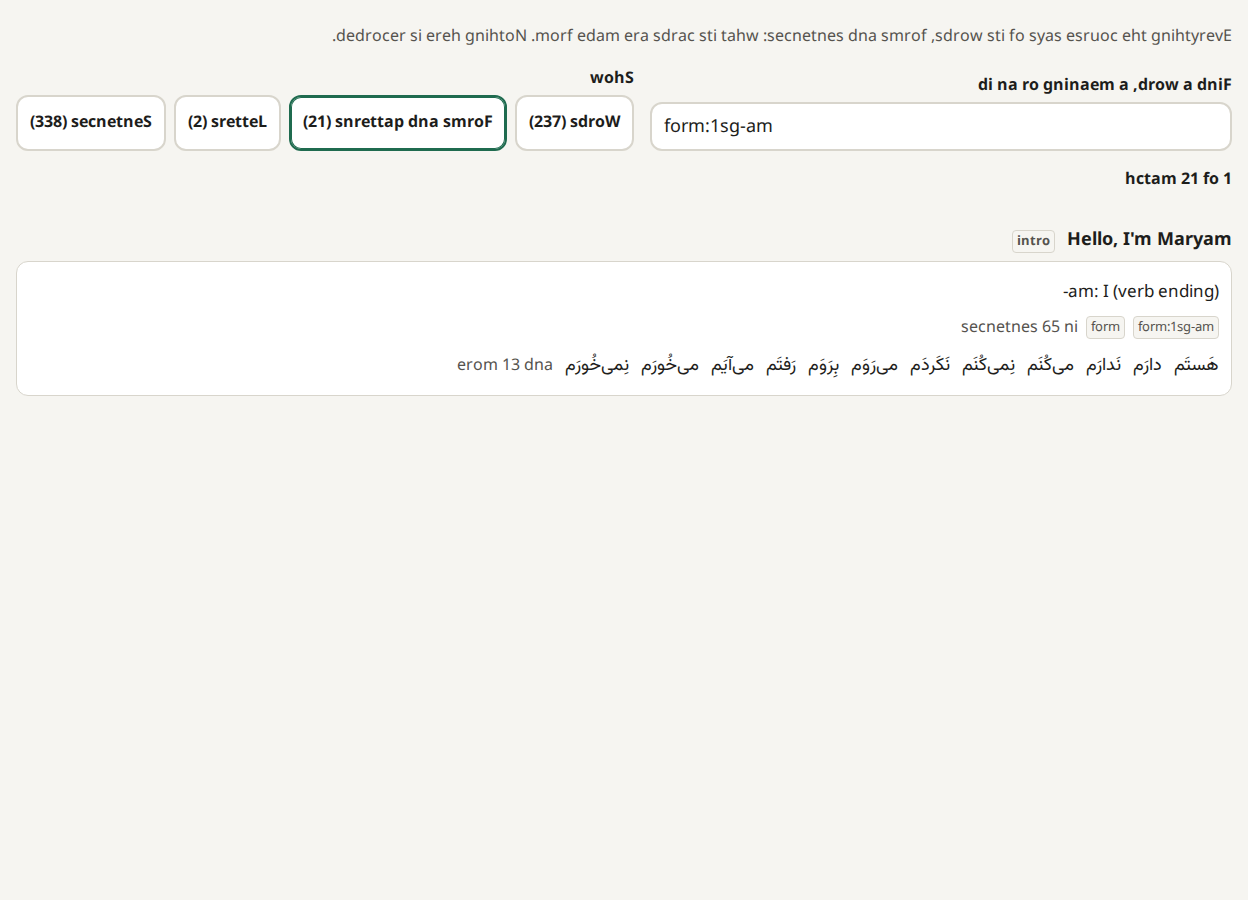 .dedrocer si ereh gnihtoN .morf edam era sdrac sti tahw :secnetnes dna smrof ,sdrow sti fo syas esruoc eht gnihtyrevE
di na ro gninaem a ,drow a dniF
form:1sg-am
wohS
(237) sdroW
(21) snrettap dna smroF
(2) sretteL
(338) secnetneS
hctam 21 fo 1
Hello, I'm Maryam intro
-am: I (verb ending)
form:1sg-am form secnetnes 65 ni
هَستَم دارَم نَدارَم می‌کُنَم نِمی‌کُنَم نَکَردَم می‌رَوَم بِرَوَم رَفتَم می‌آیَم می‌خُورَم نِمی‌خُورَم erom 13 dna